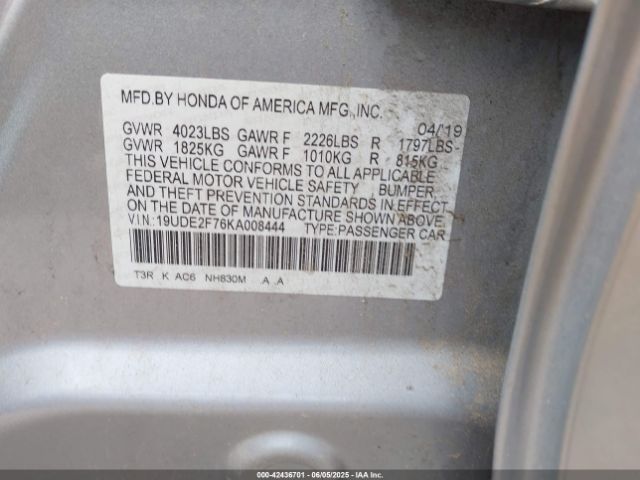 MFD.BY HONDA OF AMERICA MFG.,INC.
04/19
GVWR 4023LBS GAWR F 2226LBS R 1797LBS
GVWR 1825KG GAWR F 1010KG R 815KG
THIS VEHICLE CONFORMS TO ALL APPLICABLE
FEDERAL MOTOR VEHICLE SAFETY BUMPER
AND THEFT PREVENTION STANDARDS IN EFFECT
ON THE DATE OF MANUFACTURE SHOWN ABOVE.
V.I.N: 19UDE2F76KA008444 TYPE:PASSENGER CAR
T3R K AC6 NH830M A A
000-42436701 - 06/05/2025 - IAA Inc.